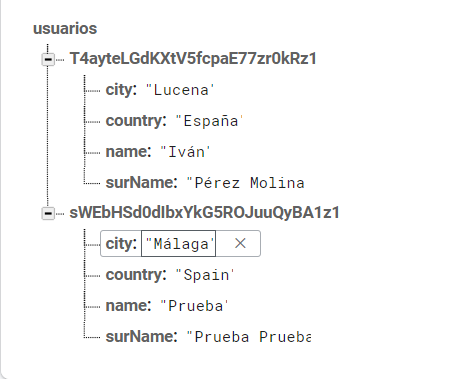 usuarios
T4ayteLGdKXtV5fcpaE77zr0kRz1
city: "Lucena"
country: "España"
name: "Iván"
surName: "Pérez Molina
sWEbHSd0dIbxYkG5ROJuuQyBA1z1
city: "Málaga" ×
country: "Spain"
name: "Prueba"
surName: "Prueba Prueba